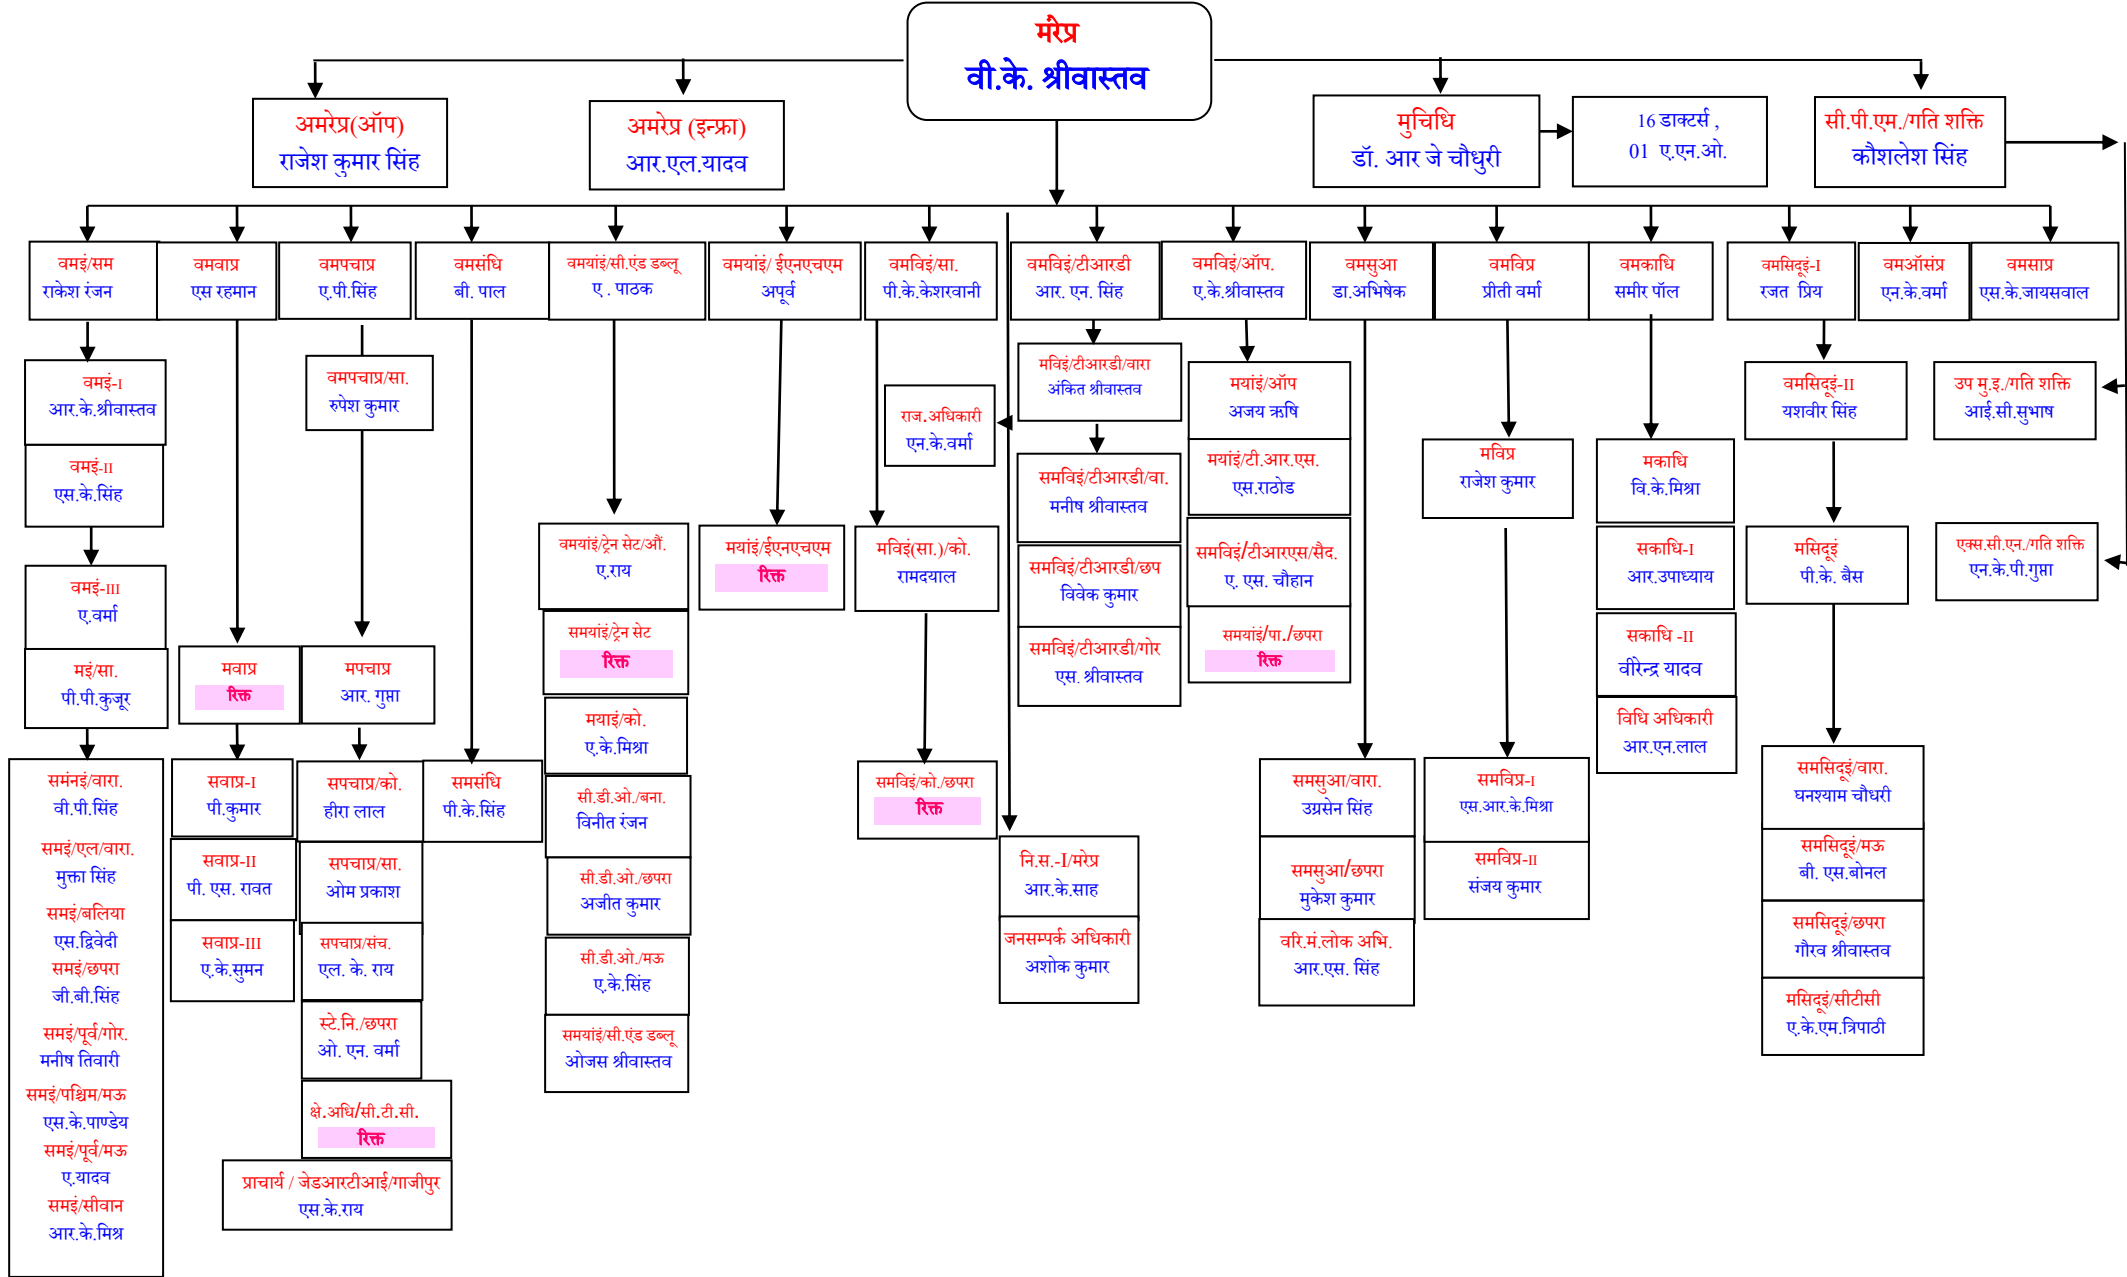 मंरेप्र
वी.के. श्रीवास्तव
अमरेप्र(ऑप)
राजेश कुमार सिंह
अमरेप्र (इन्फ्रा)
आर.एल.यादव
मुचिधि
डॉ. आर जे चौधुरी
16 डाक्टर्स ,
01 ए.एन.ओ.
सी.पी.एम./गति शक्ति
कौशलेश सिंह
वमइं/सम
राकेश रंजन
वमवाप्र
एस रहमान
वमपचाप्र
ए.पी.सिंह
वमसंधि
बी. पाल
वमयांइं/सी.एंड डब्लू
ए . पाठक
वमयांइं/ ईएनएचएम
अपूर्व
वमविइं/सा.
पी.के.केशरवानी
वमविइं/टीआरडी
आर. एन. सिंह
वमविइं/ऑप.
ए.के.श्रीवास्तव
वमसुआ
डा.अभिषेक
वमविप्र
प्रीती वर्मा
वमकाधि
समीर पॉल
वमसिदूइं-I
रजत प्रिय
वमऑसंप्र
एन.के.वर्मा
वमसाप्र
एस.के.जायसवाल
वमइं-I
आर.के.श्रीवास्तव
वमइं-II
एस.के.सिंह
वमइं-III
ए.वर्मा
मइं/सा.
पी.पी.कुजूर
समंनइं/वारा.
वी.पी.सिंह
समइं/एल/वारा.
मुक्ता सिंह
समइं/बलिया
एस.द्विवेदी
समइं/छपरा
जी.बी.सिंह
समइं/पूर्व/गोर.
मनीष तिवारी
समइं/पश्चिम/मऊ
एस.के.पाण्डेय
समइं/पूर्व/मऊ
ए.यादव
समइं/सीवान
आर.के.मिश्र
मवाप्र
रिक्त
सवाप्र-I
पी.कुमार
सवाप्र-II
पी. एस. रावत
सवाप्र-III
ए.के.सुमन
वमपचाप्र/सा.
रुपेश कुमार
मपचाप्र
आर. गुप्ता
सपचाप्र/को.
हीरा लाल
सपचाप्र/सा.
ओम प्रकाश
सपचाप्र/संच.
एल. के. राय
स्टे.नि./छपरा
ओ. एन. वर्मा
क्षे.अधि/सी.टी.सी.
रिक्त
प्राचार्य / जेडआरटीआई/गाजीपुर
एस.के.राय
समसंधि
पी.के.सिंह
वमयांइं/ट्रेन सेट/औं.
ए.राय
समयांइं/ट्रेन सेट
रिक्त
मयाइं/को.
ए.के.मिश्रा
सी.डी.ओ./बना.
विनीत रंजन
सी.डी.ओ./छपरा
अजीत कुमार
सी.डी.ओ./मऊ
ए.के.सिंह
समयांइं/सी.एंड डब्लू
ओजस श्रीवास्तव
मयांइं/ईएनएचएम
रिक्त
राज.अधिकारी
एन.के.वर्मा
मविइं(सा.)/को.
रामदयाल
समविइं/को./छपरा
रिक्त
नि.स.-I/मरेप्र
आर.के.साह
जनसम्पर्क अधिकारी
अशोक कुमार
मविइं/टीआरडी/वारा
अंकित श्रीवास्तव
समविइं/टीआरडी/वा.
मनीष श्रीवास्तव
समविइं/टीआरडी/छप
विवेक कुमार
समविइं/टीआरडी/गोर
एस. श्रीवास्तव
मयांइं/ऑप
अजय ऋषि
मयांइं/टी.आर.एस.
एस.राठोड
समविइं/टीआरएस/सैद.
ए. एस. चौहान
समयांइं/पा./छपरा
रिक्त
समसुआ/वारा.
उग्रसेन सिंह
समसुआ/छपरा
मुकेश कुमार
वरि.मं.लोक अभि.
आर.एस. सिंह
मविप्र
राजेश कुमार
समविप्र-I
एस.आर.के.मिश्रा
समविप्र-II
संजय कुमार
मकाधि
वि.के.मिश्रा
सकाधि-I
आर.उपाध्याय
सकाधि -II
वीरेन्द्र यादव
विधि अधिकारी
आर.एन.लाल
वमसिदूइं-II
यशवीर सिंह
मसिदूइं
पी.के. बैस
समसिदूइं/वारा.
घनश्याम चौधरी
समसिदूइं/मऊ
बी. एस.बोनल
समसिदूइं/छपरा
गौरव श्रीवास्तव
मसिदूइं/सीटीसी
ए.के.एम.त्रिपाठी
उप मु.इ./गति शक्ति
आई.सी.सुभाष
एक्स.सी.एन./गति शक्ति
एन.के.पी.गुप्ता